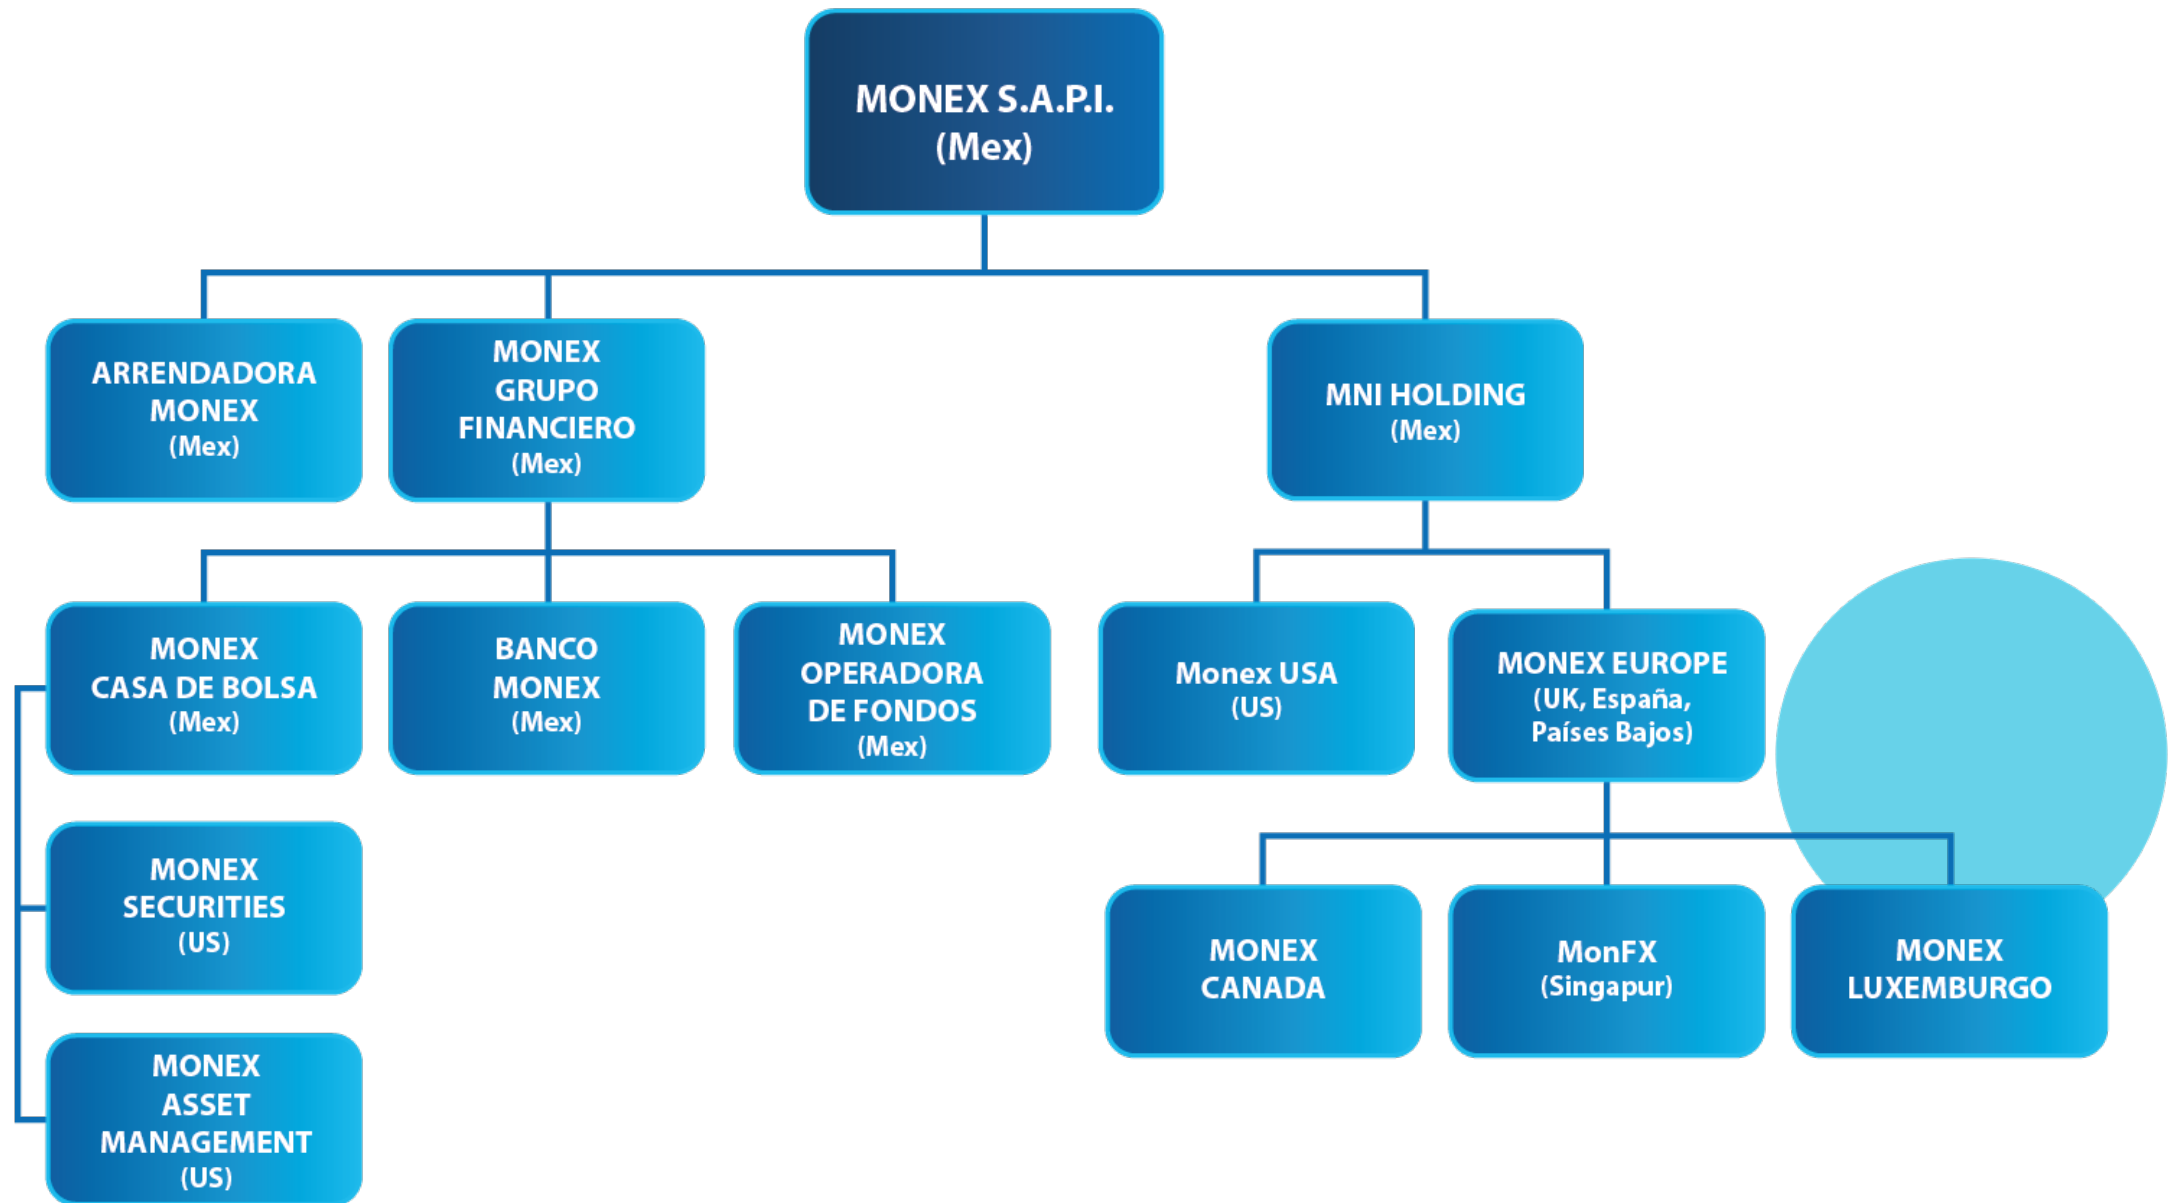 MONEX S.A.P.I.
(Mex)
ARRENDADORA
MONEX
(Mex)
MONEX
GRUPO
FINANCIERO
(Mex)
MNI HOLDING
(Mex)
MONEX
CASA DE BOLSA
(Mex)
BANCO
MONEX
(Mex)
MONEX
OPERADORA
DE FONDOS
(Mex)
Monex USA
(US)
MONEX EUROPE
(UK, España,
Países Bajos)
MONEX
SECURITIES
(US)
MONEX
CANADA
MonFX
(Singapur)
MONEX
LUXEMBURGO
MONEX
ASSET
MANAGEMENT
(US)